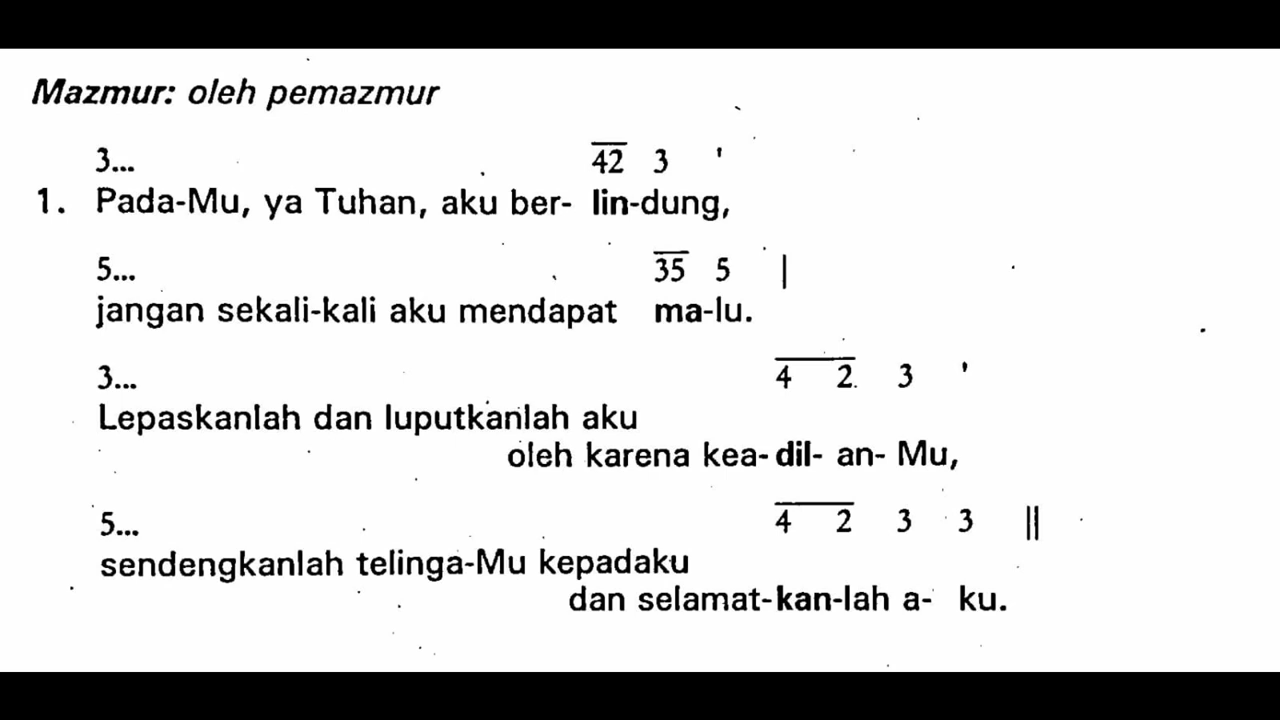 Mazmur: oleh pemazmur
3... 42 3 '
1. Pada-Mu, ya Tuhan, aku ber- lin-dung,
5... 35 5 |
jangan sekali-kali aku mendapat ma-lu.
3... 4 2 3 '
Lepaskanlah dan luputkanlah aku
oleh karena kea- dil- an- Mu,
5... 4 2 3 3 ||
sendengkanlah telinga-Mu kepadaku
dan selamat-kan-lah a- ku.